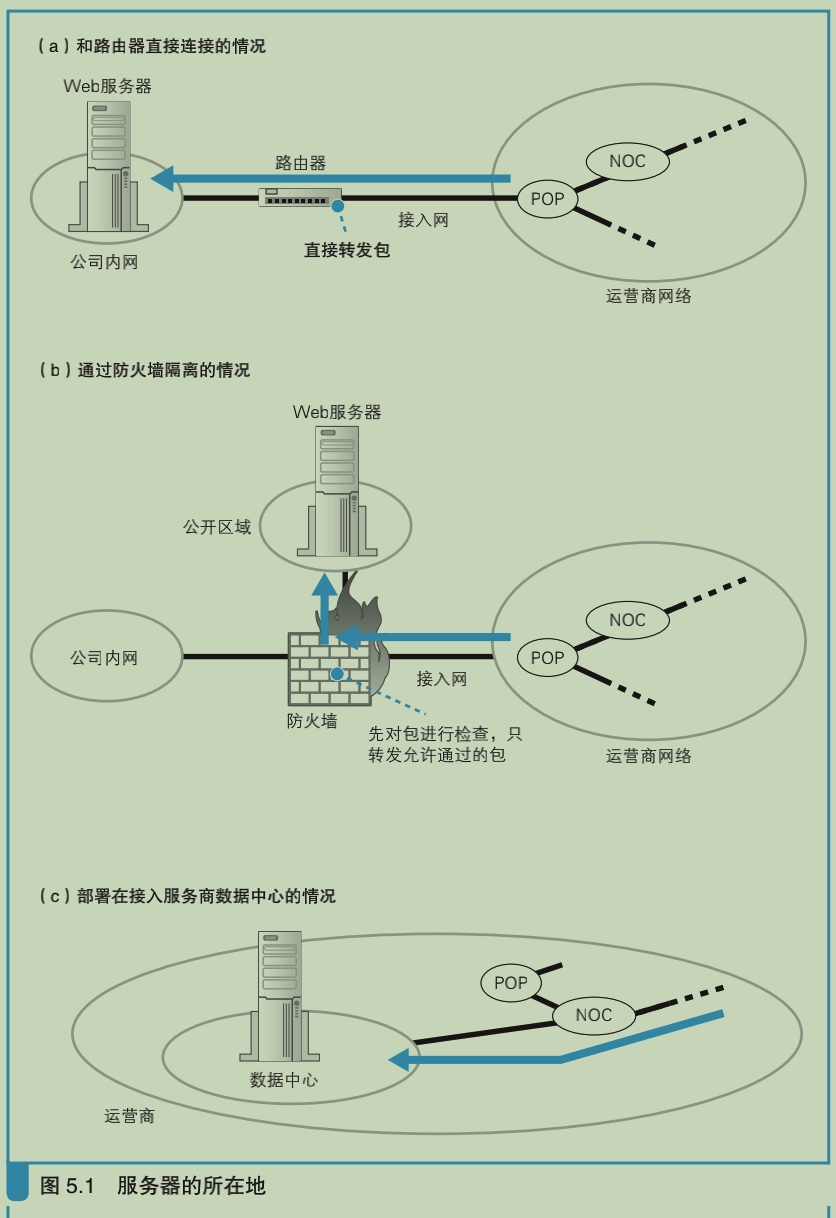 （a）和路由器直接连接的情况
Web服务器
路由器
NOC
POP
接入网
直接转发包
公司内网
运营商网络
（b）通过防火墙隔离的情况
Web服务器
公开区域
NOC
公司内网
POP
接入网
防火墙
先对包进行检查，只
转发允许通过的包
运营商网络
（c）部署在接入服务商数据中心的情况
POP
NOC
数据中心
运营商
图 5.1 服务器的所在地